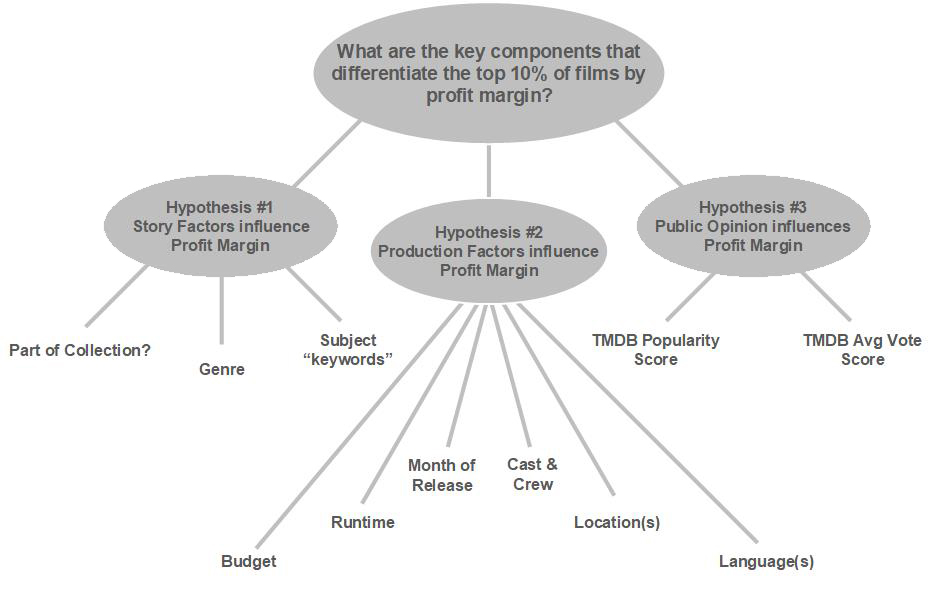 What are the key components that
differentiate the top 10% of films by
profit margin?
Hypothesis #1
Story Factors influence
Profit Margin
Hypothesis #2
Production Factors influence
Profit Margin
Hypothesis #3
Public Opinion influences
Profit Margin
Part of Collection?
Genre
Subject
“keywords”
TMDB Popularity
Score
TMDB Avg Vote
Score
Month of
Release
Cast &
Crew
Runtime
Location(s)
Budget
Language(s)